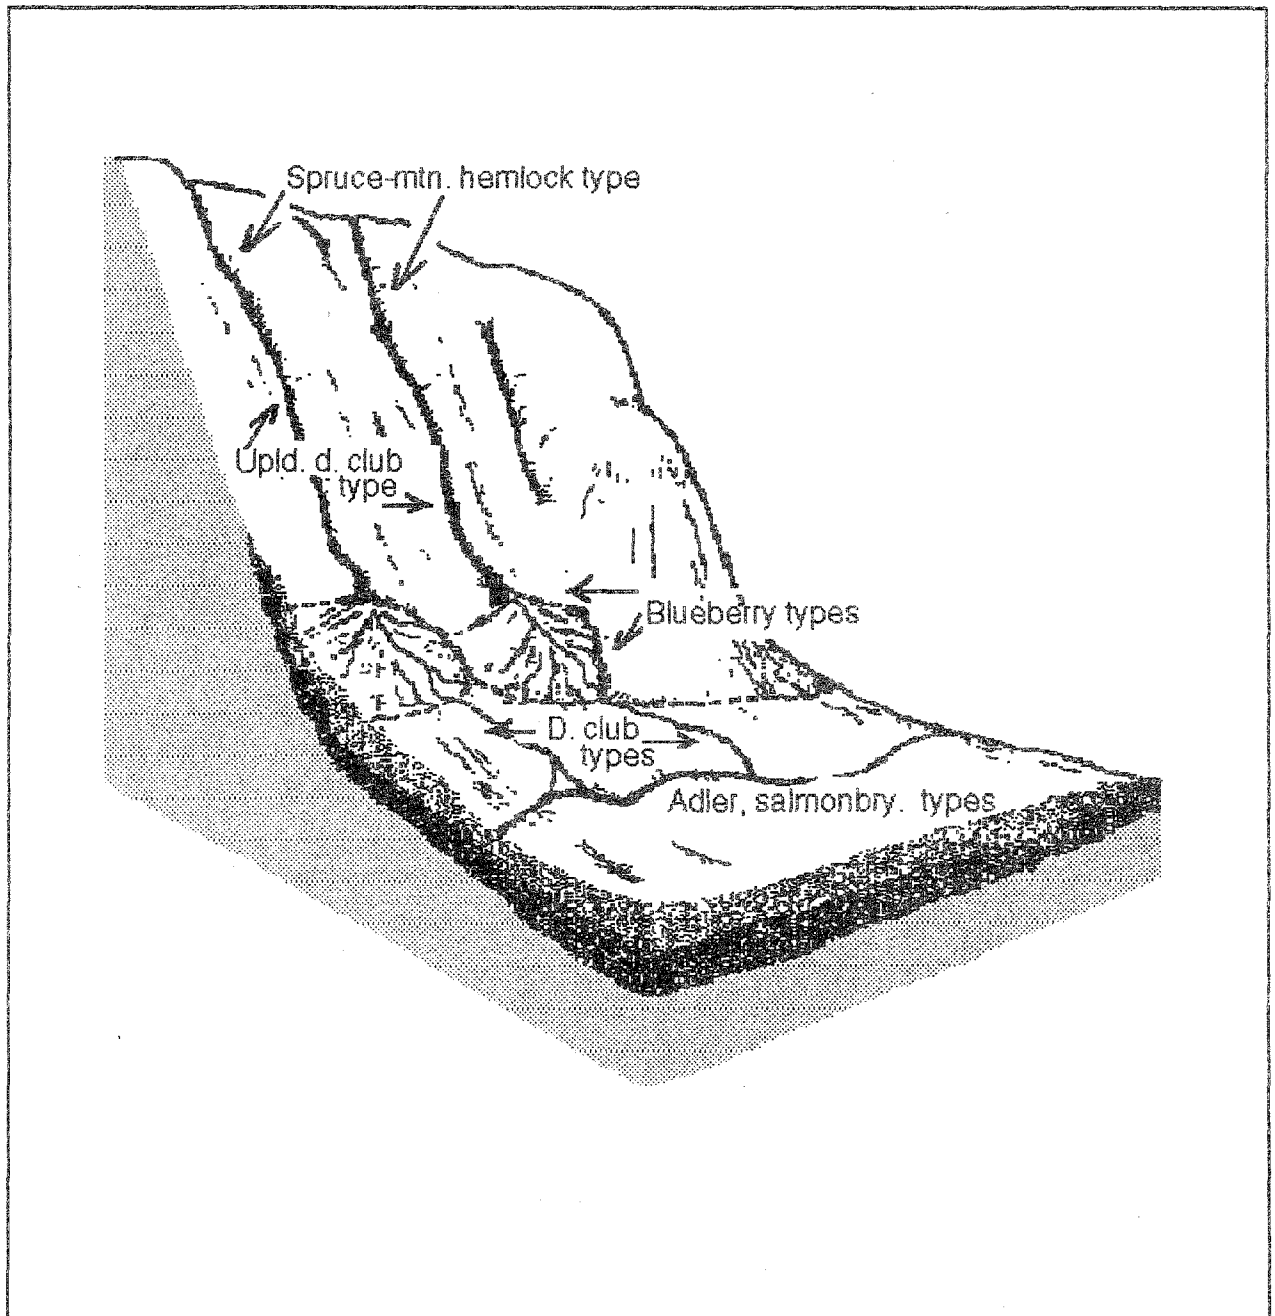 Spruce-mtn. hemlock type
Upld. d. club
type
Blueberry types
D. club
types
Adler, salmonbry. types